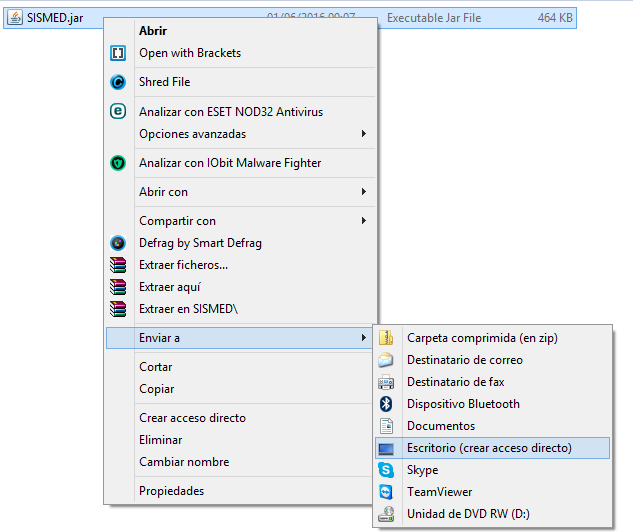 SISMED.jar 01/06/2016 00:07 Executable Jar File 464 KB
Abrir
Open with Brackets
Shred File
Analizar con ESET NOD32 Antivirus
Opciones avanzadas
Analizar con IObit Malware Fighter
Abrir con
Compartir con
Defrag by Smart Defrag
Extraer ficheros...
Extraer aquí
Extraer en SISMED\
Enviar a
Cortar
Copiar
Crear acceso directo
Eliminar
Cambiar nombre
Propiedades
Carpeta comprimida (en zip)
Destinatario de correo
Destinatario de fax
Dispositivo Bluetooth
Documentos
Escritorio (crear acceso directo)
Skype
TeamViewer
Unidad de DVD RW (D:)